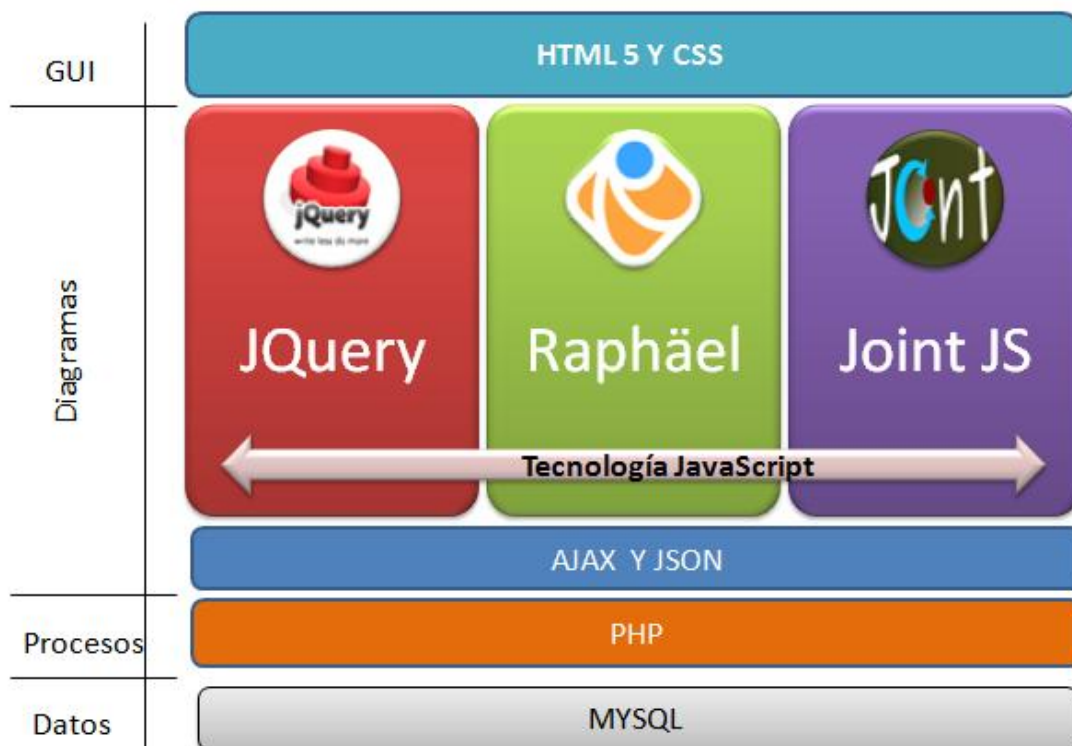 GUI
HTML 5 Y CSS
Diagramas
jQuery
write less do more
JOint
JQuery
Raphäel
Joint JS
Tecnología JavaScript
AJAX Y JSON
Procesos
PHP
Datos
MYSQL